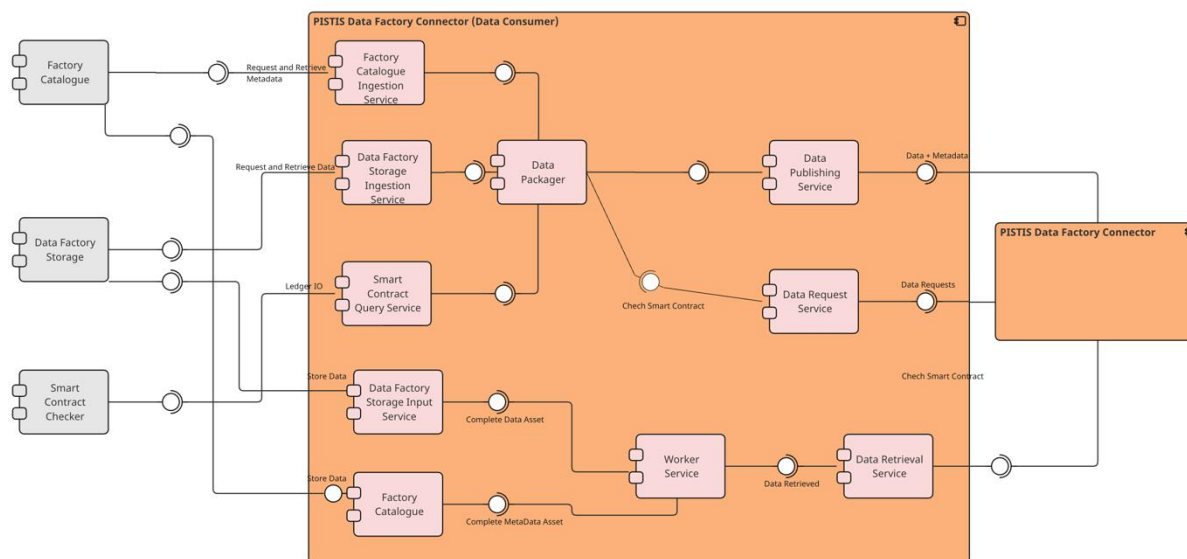 PISTIS Data Factory Connector (Data Consumer)
Factory
Catalogue
Request and Retrieve
Metadata
Factory
Catalogue
Ingestion
Service
Request and Retrieve Data
Data Factory
Storage
Ingestion
Service
Data
Packager
Data
Publishing
Service
Data + Metadata
Data Factory
Storage
PISTIS Data Factory Connector
Ledger IO
Smart
Contract
Query Service
Chech Smart Contract
Data Request
Service
Data Requests
Smart
Contract
Checker
Store Data
Data Factory
Storage Input
Service
Complete Data Asset
Chech Smart Contract
Worker
Service
Data Retrieved
Data Retrieval
Service
Store Data
Factory
Catalogue
Complete MetaData Asset